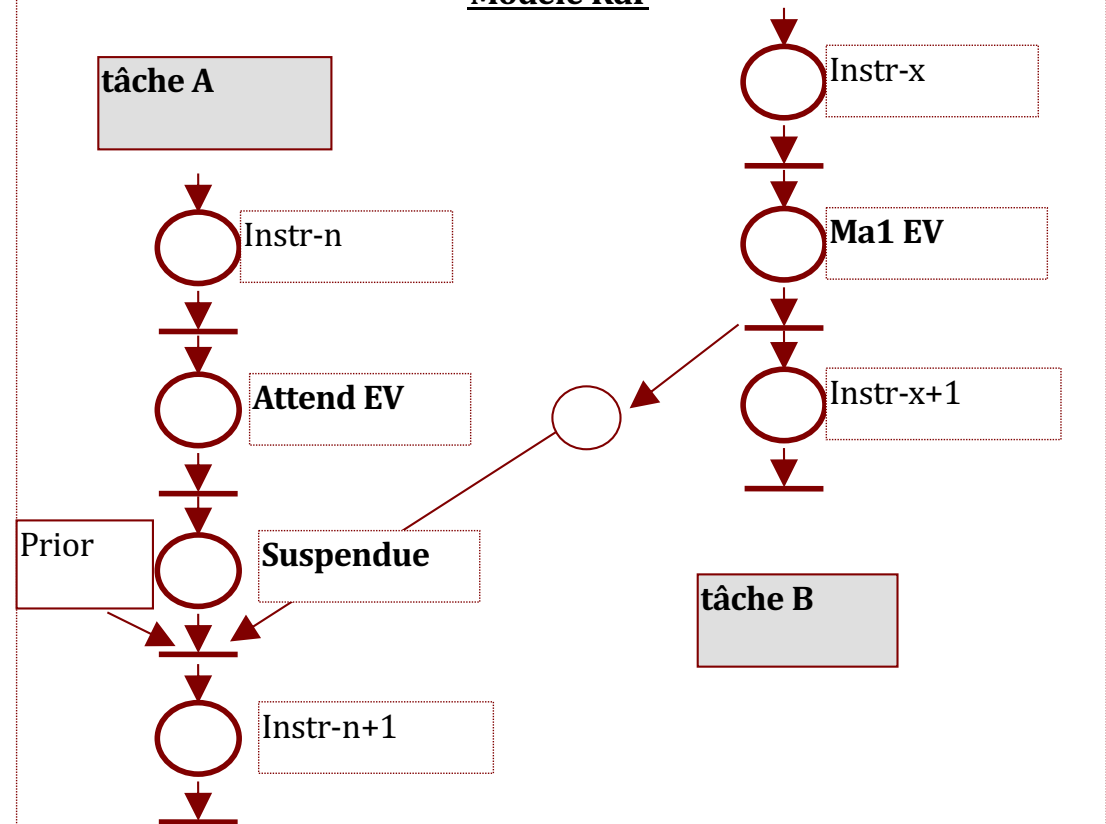 tâche A
Instr-n
Attend EV
Prior
Suspendue
Instr-n+1
Instr-x
Ma1 EV
Instr-x+1
tâche B